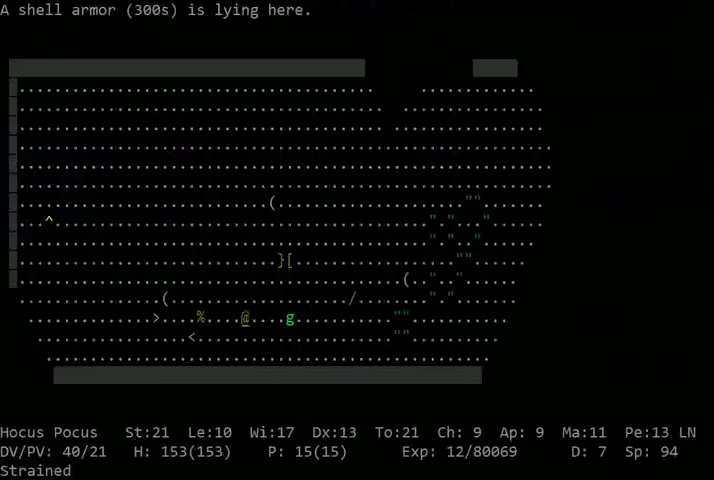 A shell armor (300s) is lying here.
Hocus Pocus St:21 Le:10 Wi:17 Dx:13 To:21 Ch: 9 Ap: 9 Ma:11 Pe:13 LN
DV/PV: 40/21 H: 153(153) P: 15(15) Exp: 12/80069 D: 7 Sp: 94
Strained